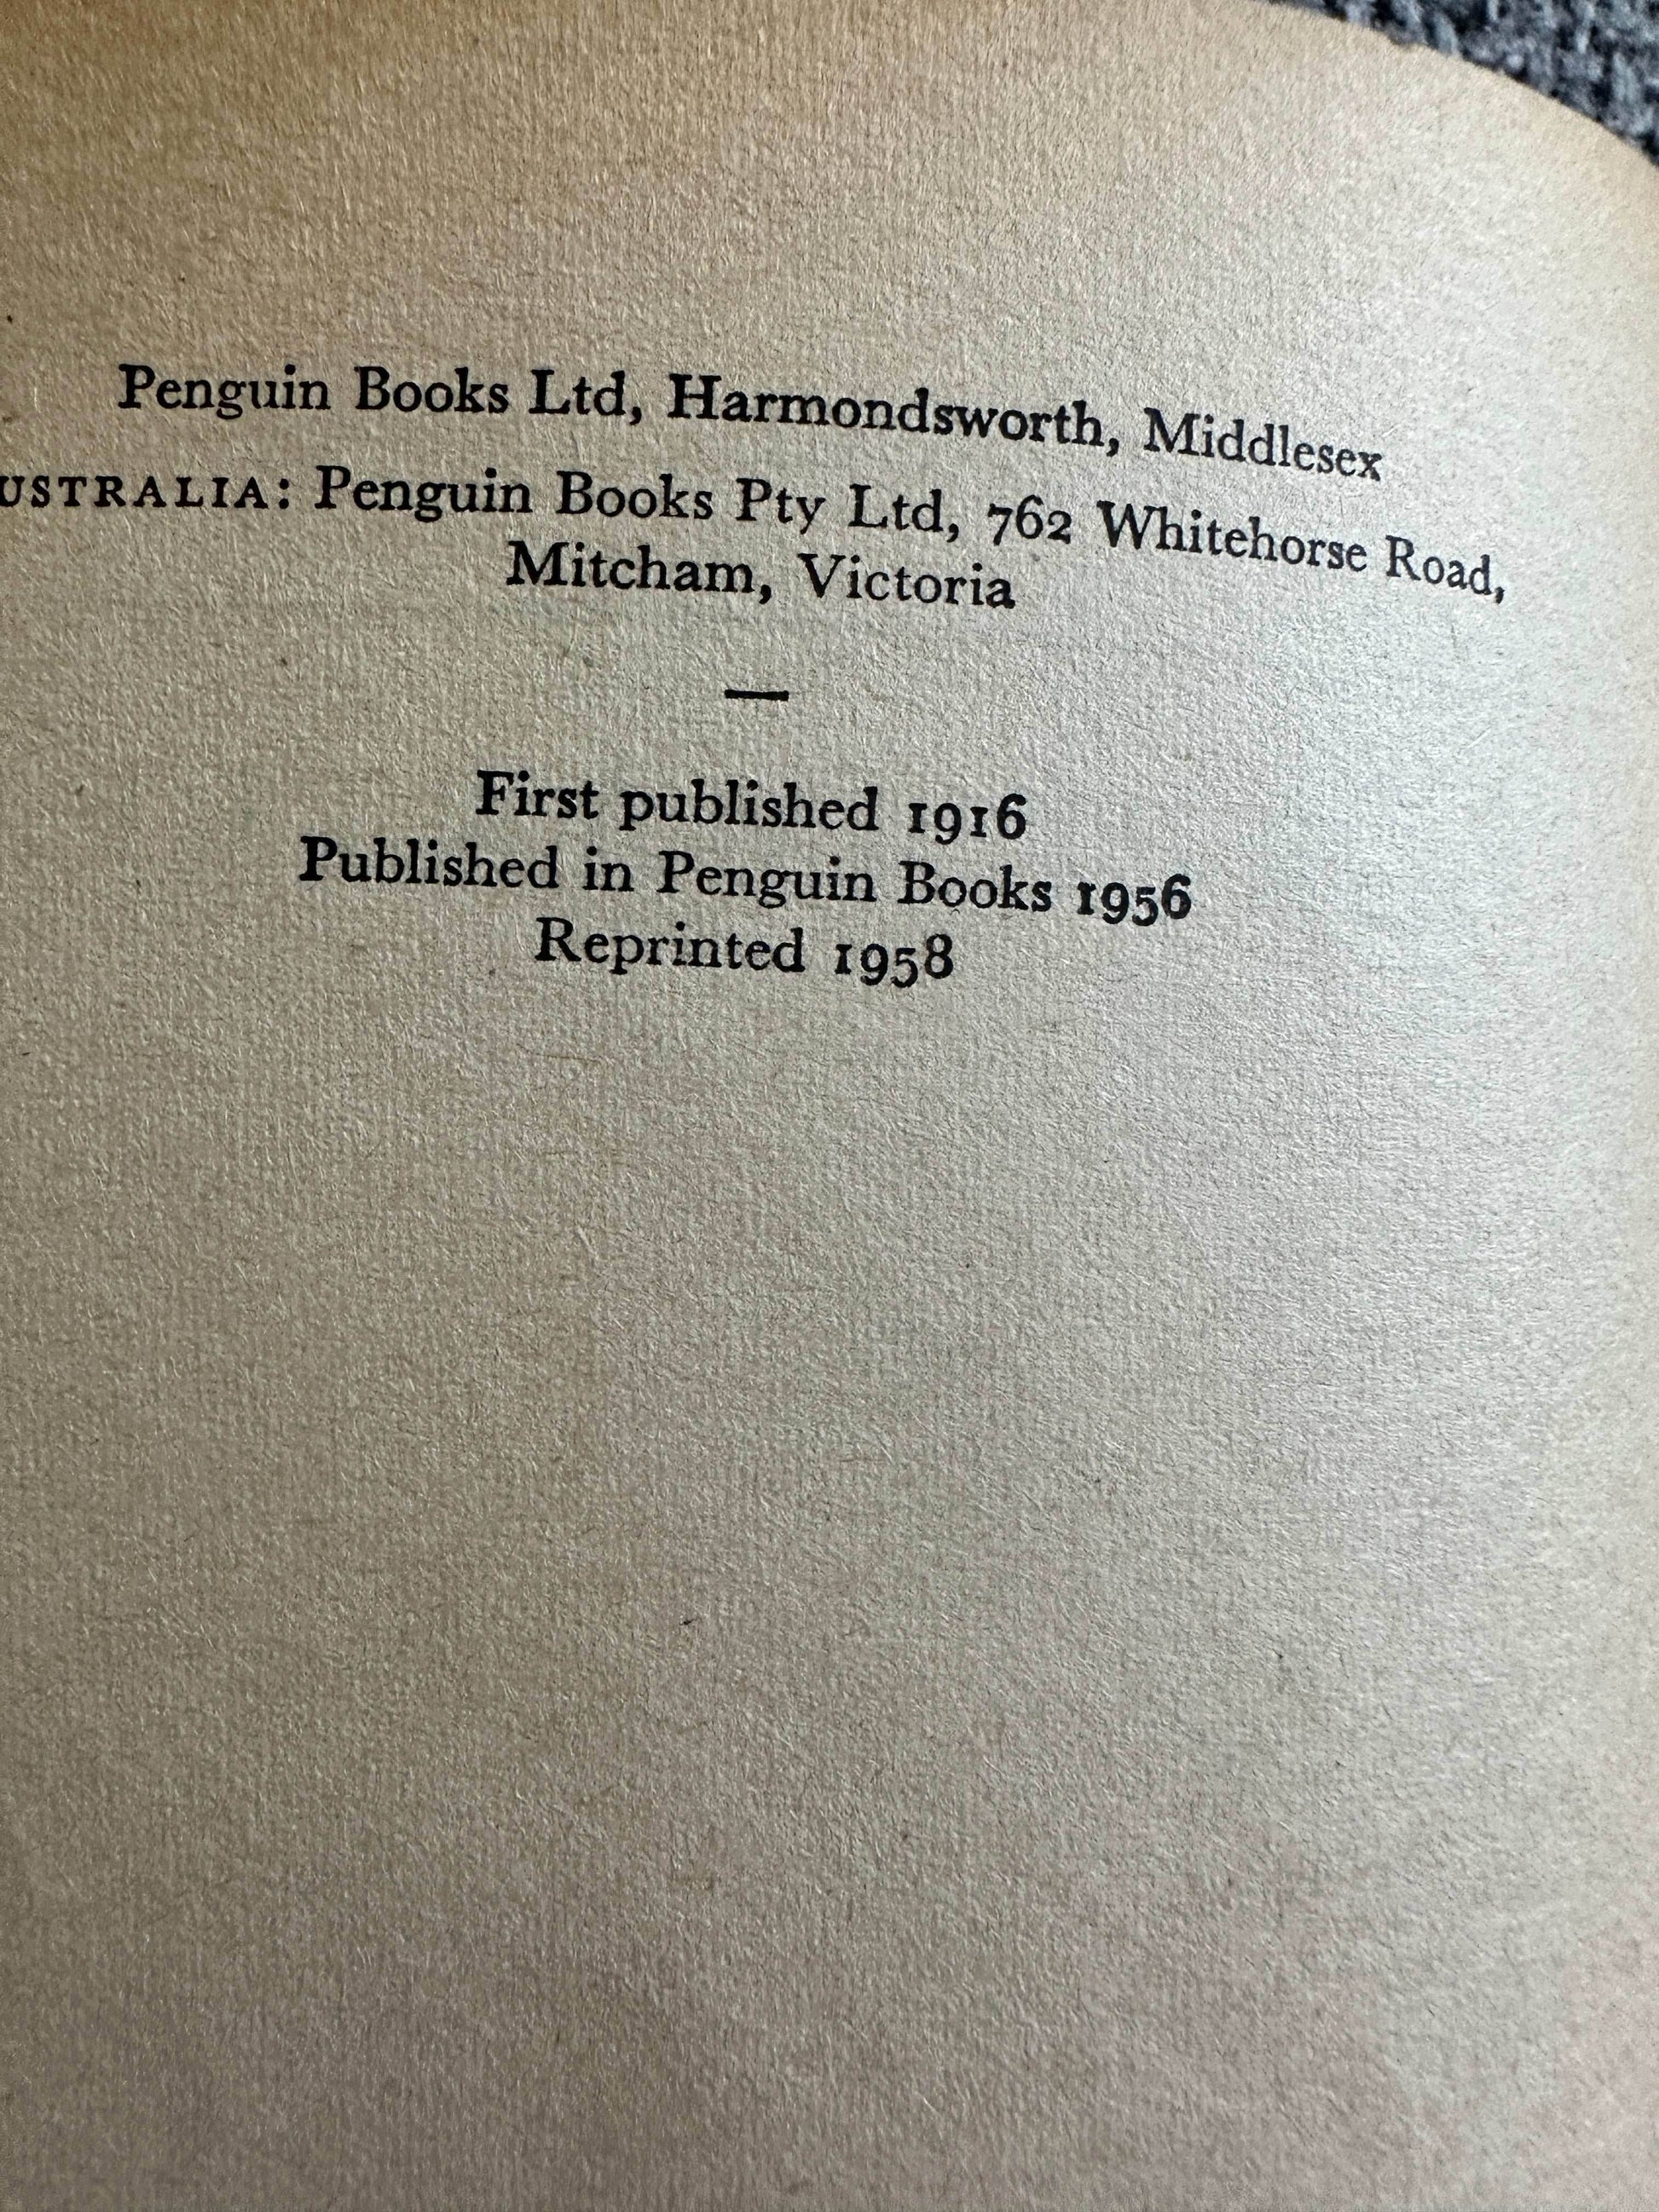 Penguin Books Ltd, Harmondsworth, Middlesex
USTRALIA: Penguin Books Pty Ltd, 762 Whitehorse Road,
Mitcham, Victoria
—
First published 1916
Published in Penguin Books 1956
Reprinted 1958